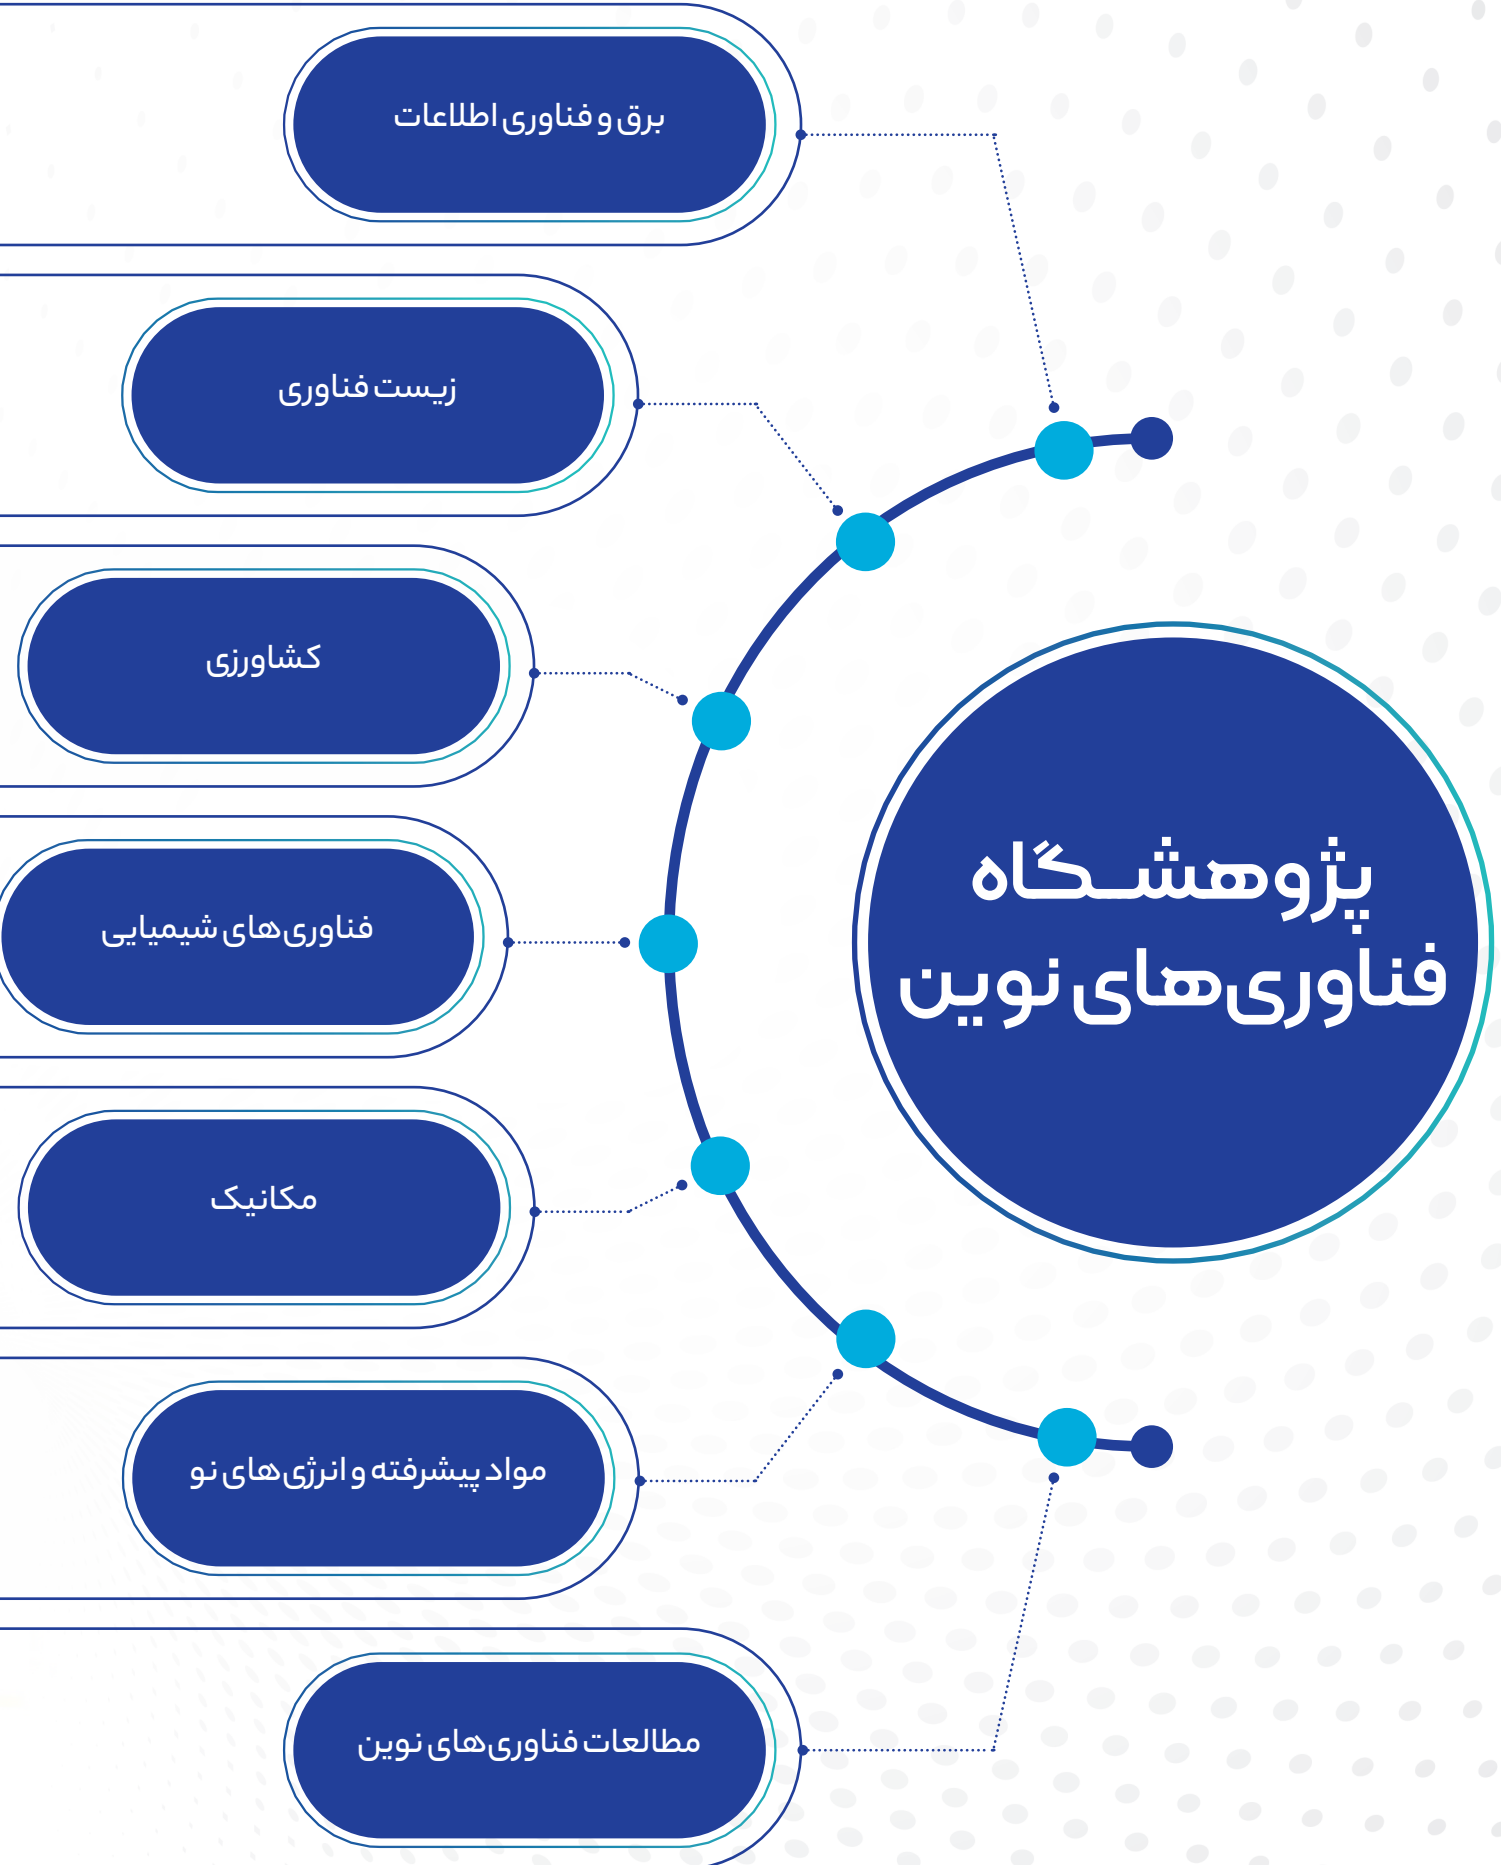 پژوهشــگاه
فناوری‌های نوین
برق و فناوری اطلاعات
زیست فناوری
کشاورزی
فناوری‌های شیمیایی
مکانیک
مواد پیشرفته و انرژی‌های نو
مطالعات فناوری‌های نوین